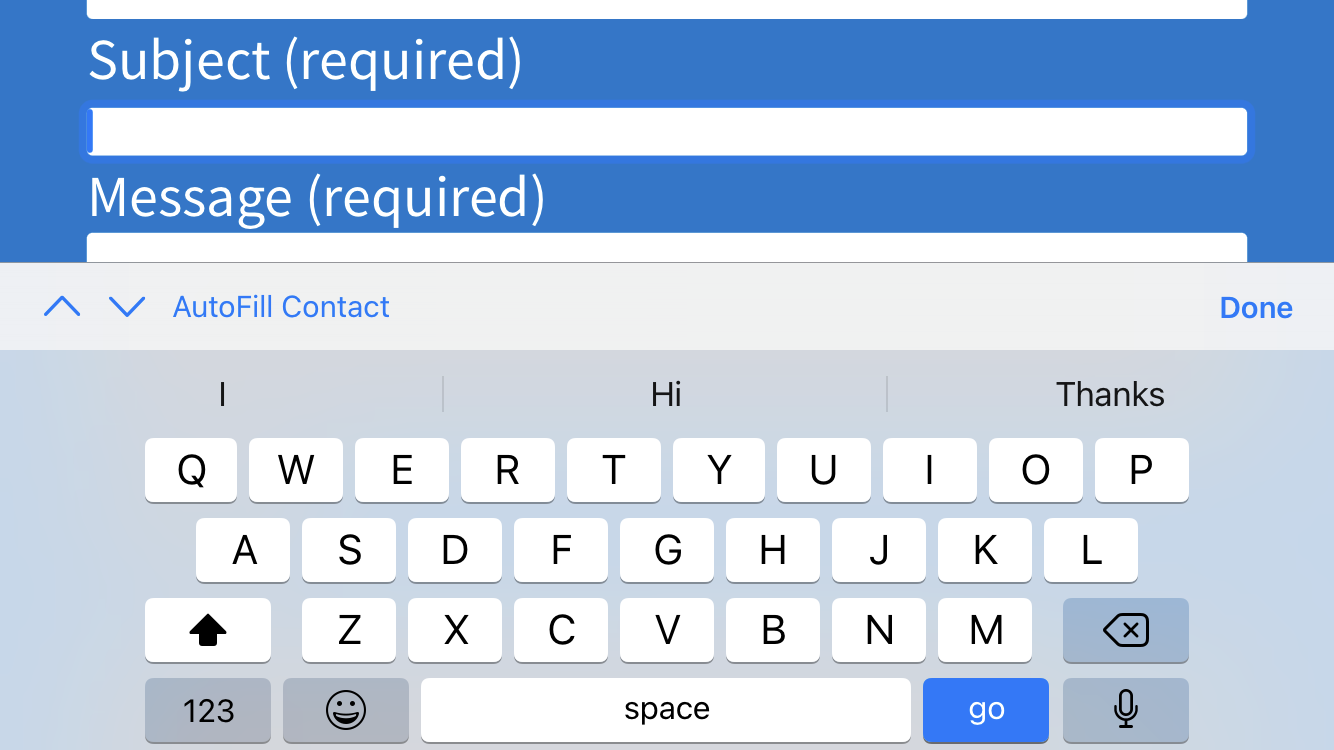 Subject (required)
Message (required)
AutoFill Contact Done
I Hi Thanks
Q W E R T Y U I O P
A S D F G H J K L
Z X C V B N M
123 space go